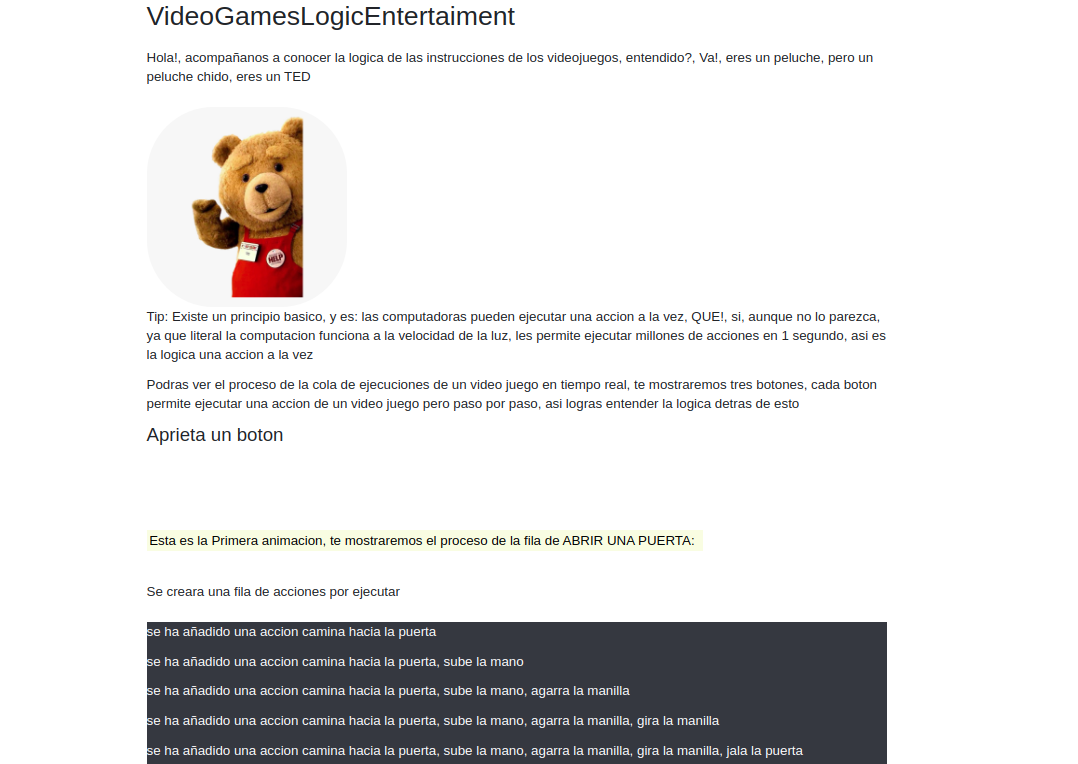 VideoGamesLogicEntertaiment
Hola!, acompañanos a conocer la logica de las instrucciones de los videojuegos, entendido?, Va!, eres un peluche, pero un
peluche chido, eres un TED
HELP
Tip: Existe un principio basico, y es: las computadoras pueden ejecutar una accion a la vez, QUE!, si, aunque no lo parezca,
ya que literal la computacion funciona a la velocidad de la luz, les permite ejecutar millones de acciones en 1 segundo, asi es
la logica una accion a la vez
Podras ver el proceso de la cola de ejecuciones de un video juego en tiempo real, te mostraremos tres botones, cada boton
permite ejecutar una accion de un video juego pero paso por paso, asi logras entender la logica detras de esto
Aprieta un boton
Esta es la Primera animacion, te mostraremos el proceso de la fila de ABRIR UNA PUERTA:
Se creara una fila de acciones por ejecutar
se ha añadido una accion camina hacia la puerta
se ha añadido una accion camina hacia la puerta, sube la mano
se ha añadido una accion camina hacia la puerta, sube la mano, agarra la manilla
se ha añadido una accion camina hacia la puerta, sube la mano, agarra la manilla, gira la manilla
se ha añadido una accion camina hacia la puerta, sube la mano, agarra la manilla, gira la manilla, jala la puerta